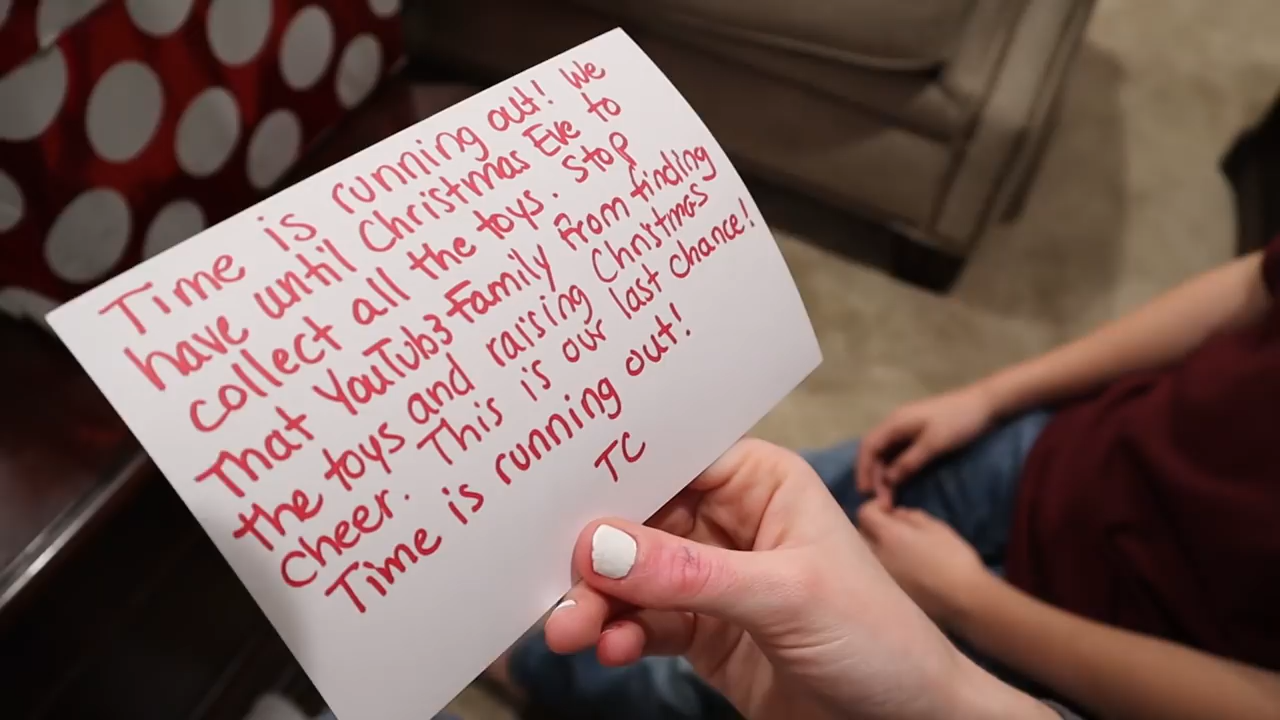 Time is running out! We
have until Christmas Eve to
collect all the toys. Stop
That YouTub3 Family From finding
the toys and raising Christmas
cheer. This is our last chance!
Time is running out!
TC